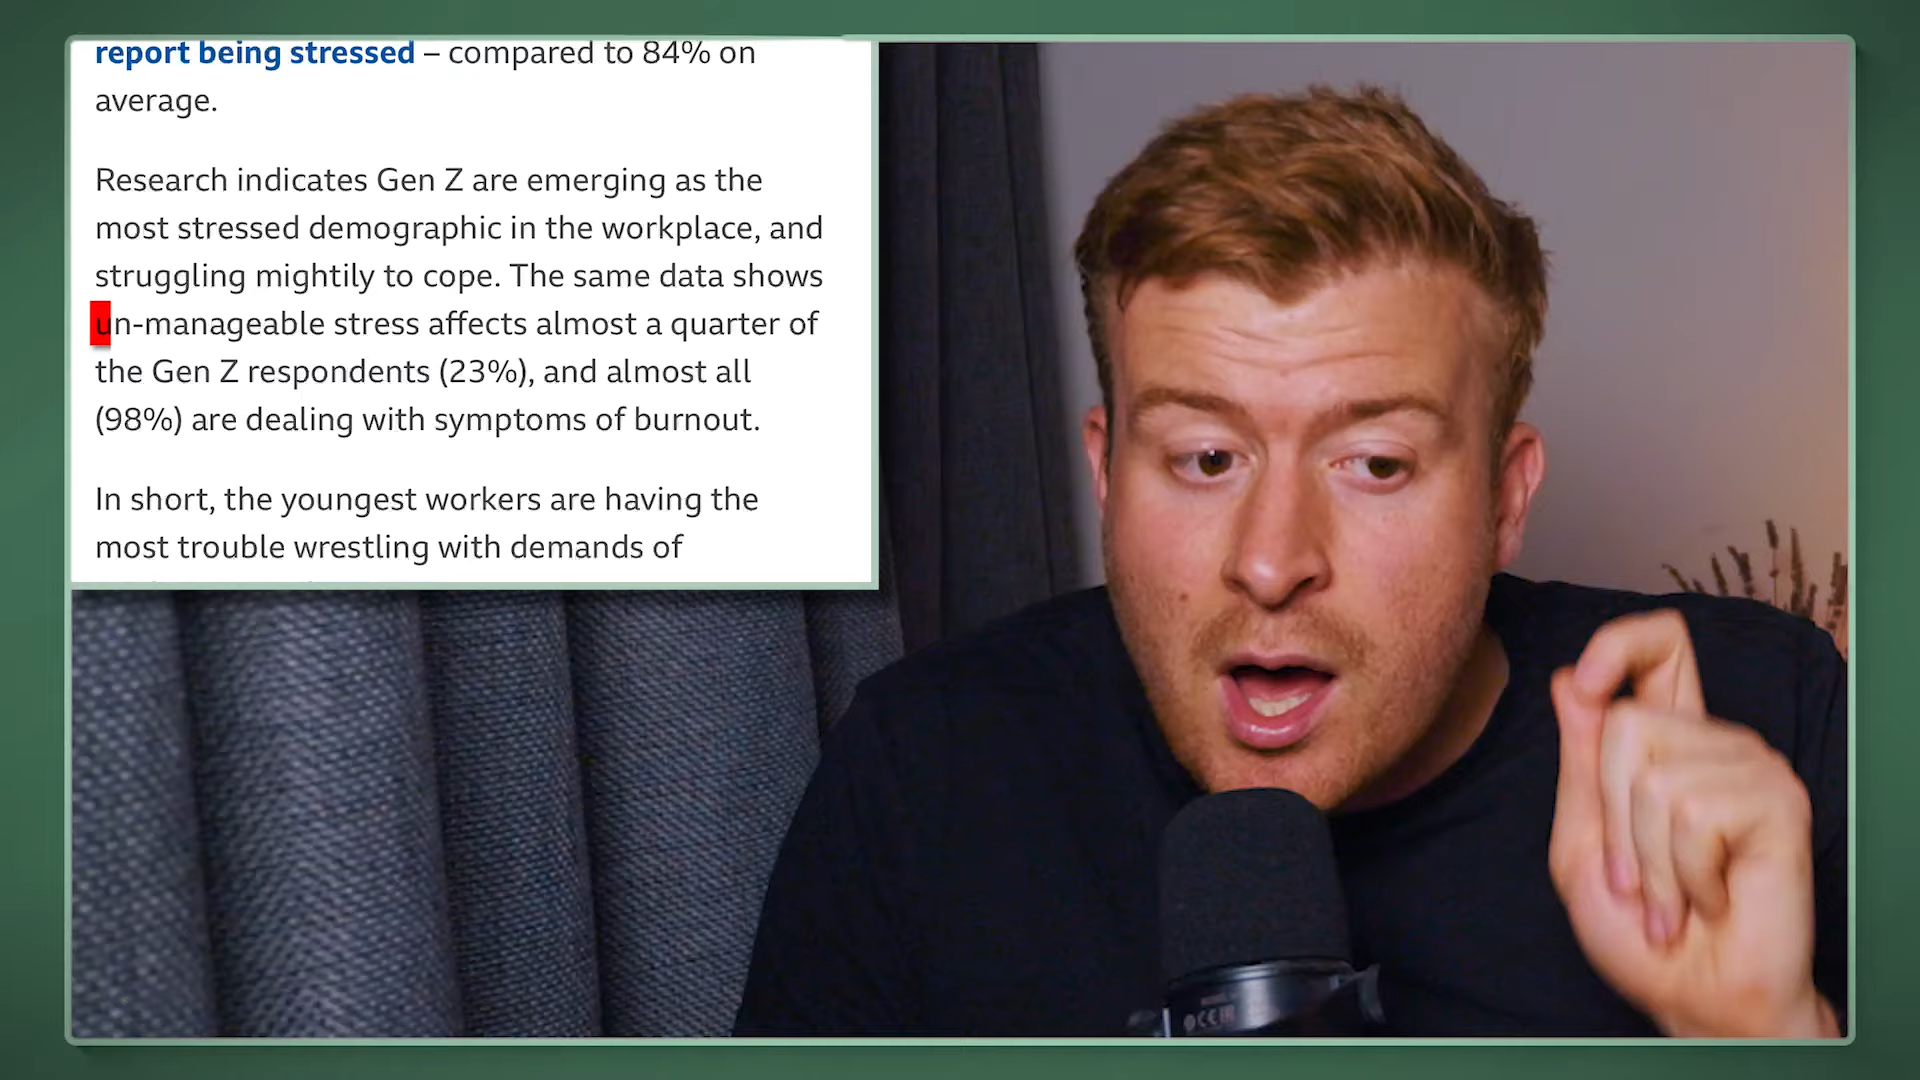 report being stressed – compared to 84% on
average.
Research indicates Gen Z are emerging as the
most stressed demographic in the workplace, and
struggling mightily to cope. The same data shows
un-manageable stress affects almost a quarter of
the Gen Z respondents (23%), and almost all
(98%) are dealing with symptoms of burnout.
In short, the youngest workers are having the
most trouble wrestling with demands of